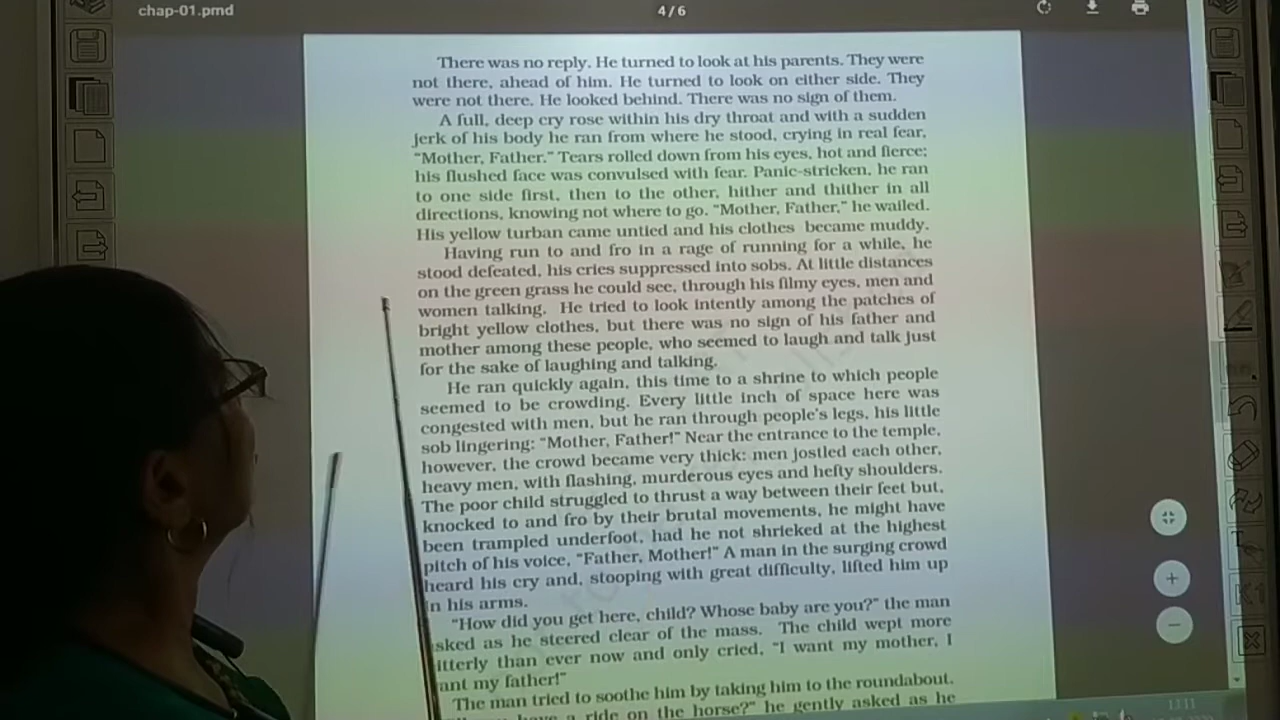 chap-01.pmd
4/6
There was no reply. He turned to look at his parents. They were
not there, ahead of him. He turned to look on either side. They
were not there. He looked behind. There was no sign of them.
A full, deep cry rose within his dry throat and with a sudden
jerk of his body he ran from where he stood, crying in real fear,
“Mother, Father.” Tears rolled down from his eyes, hot and fierce;
his flushed face was convulsed with fear. Panic-stricken, he ran
to one side first, then to the other, hither and thither in all
directions, knowing not where to go. “Mother, Father,” he wailed.
His yellow turban came untied and his clothes became muddy.
Having run to and fro in a rage of running for a while, he
stood defeated, his cries suppressed into sobs. At little distances
on the green grass he could see, through his filmy eyes, men and
women talking. He tried to look intently among the patches of
bright yellow clothes, but there was no sign of his father and
mother among these people, who seemed to laugh and talk just
for the sake of laughing and talking.
He ran quickly again, this time to a shrine to which people
seemed to be crowding. Every little inch of space here was
congested with men, but he ran through people’s legs, his little
sob lingering: “Mother, Father!” Near the entrance to the temple,
however, the crowd became very thick: men jostled each other,
heavy men, with flashing, murderous eyes and hefty shoulders.
The poor child struggled to thrust a way between their feet but,
knocked to and fro by their brutal movements, he might have
been trampled underfoot, had he not shrieked at the highest
pitch of his voice, “Father, Mother!” A man in the surging crowd
heard his cry and, stooping with great difficulty, lifted him up
n his arms.
“How did you get here, child? Whose baby are you?” the man
sked as he steered clear of the mass. The child wept more
itterly than ever now and only cried, “I want my mother, I
ant my father!”
The man tried to soothe him by taking him to the roundabout.
have a ride on the horse?” he gently asked as he
13:11